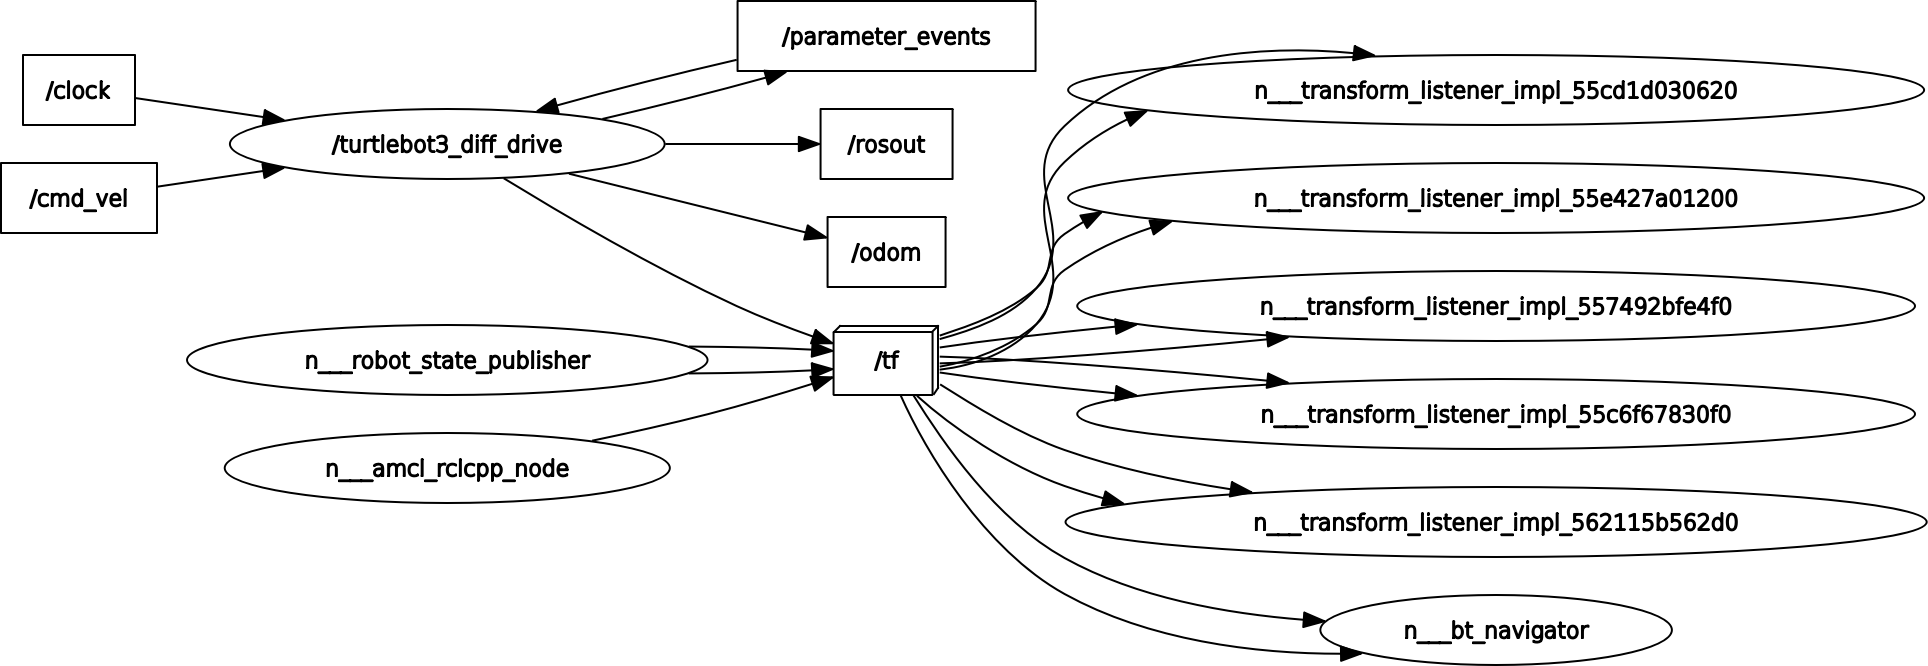 /clock
/cmd_vel
/turtlebot3_diff_drive
n___robot_state_publisher
n___amcl_rclcpp_node
/parameter_events
/rosout
/odom
/tf
n___transform_listener_impl_55cd1d030620
n___transform_listener_impl_55e427a01200
n___transform_listener_impl_557492bfe4f0
n___transform_listener_impl_55c6f67830f0
n___transform_listener_impl_562115b562d0
n___bt_navigator